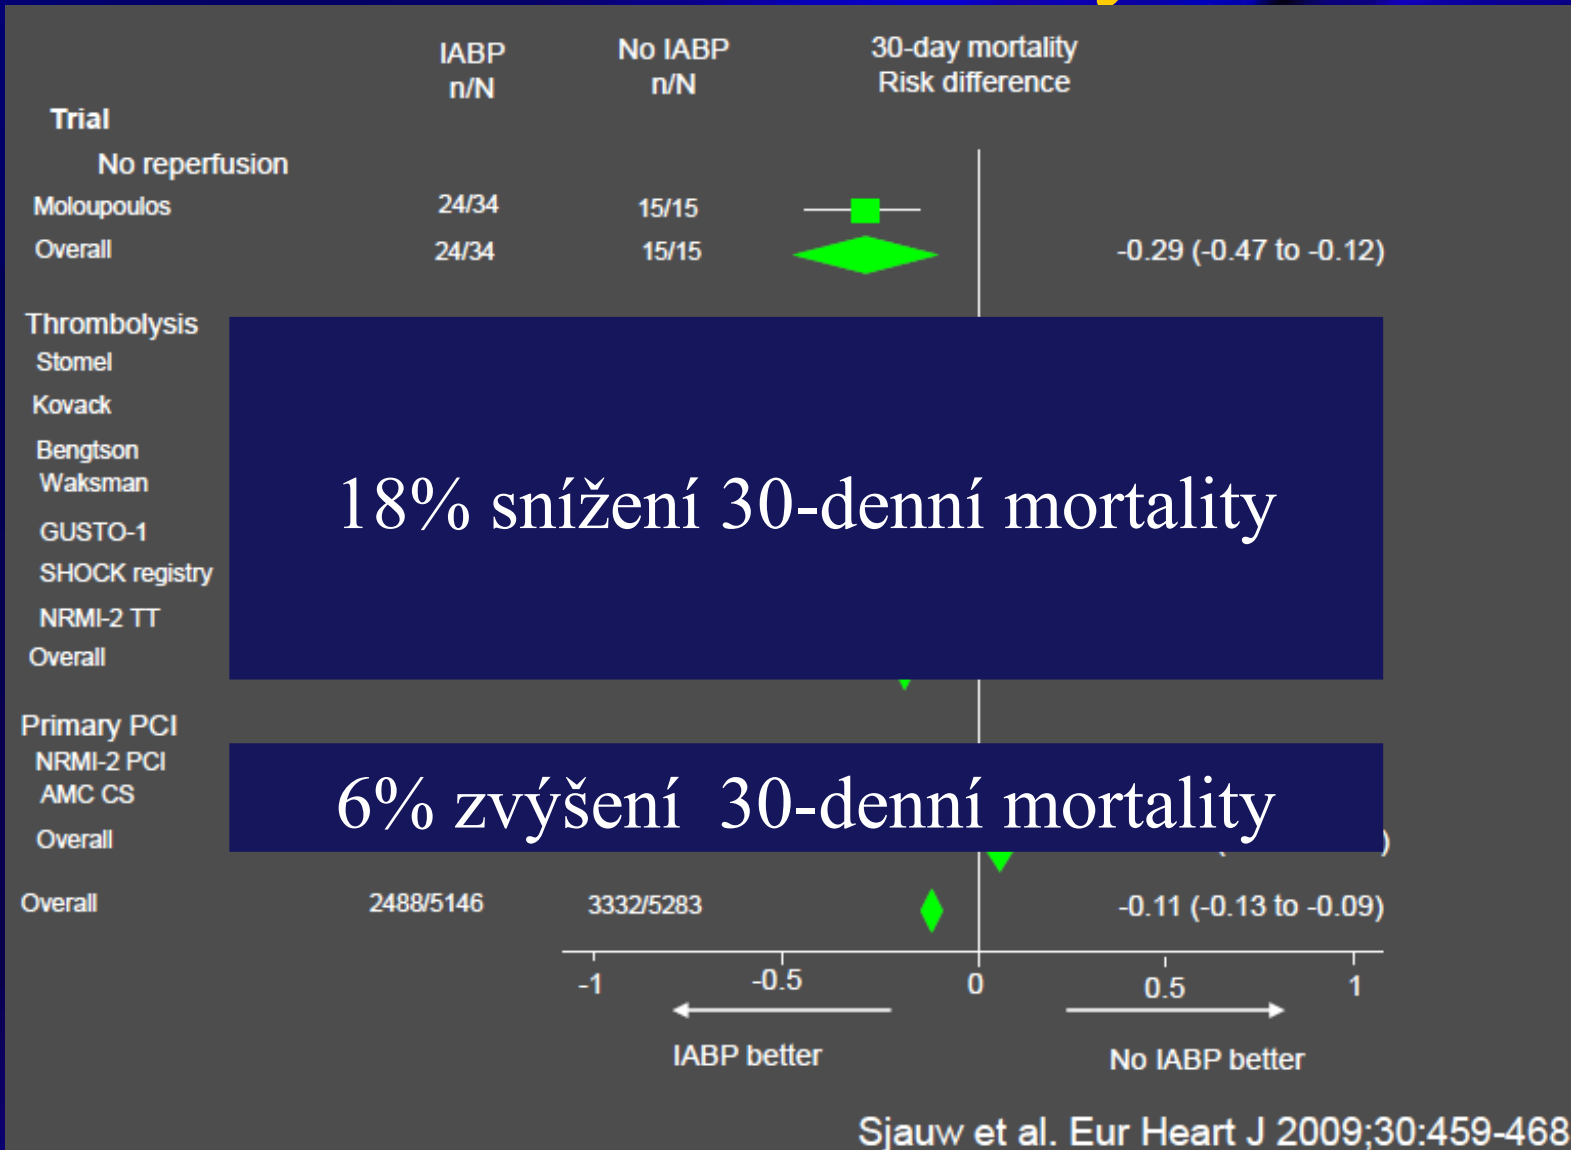 IABP No IABP 30-day mortality
n/N n/N Risk difference
Trial
No reperfusion
Moloupoulos 24/34 15/15
Overall 24/34 15/15 -0.29 (-0.47 to -0.12)
Thrombolysis
Stomel
Kovack
Bengtson
Waksman
18% snížení 30-denní mortality
GUSTO-1
SHOCK registry
NRMI-2 TT
Overall
Primary PCI
NRMI-2 PCI
AMC CS
6% zvýšení 30-denní mortality
Overall )
Overall 2488/5146 3332/5283 -0.11 (-0.13 to -0.09)
-1 -0.5 0 0.5 1
IABP better No IABP better
Sjauw et al. Eur Heart J 2009;30:459-468